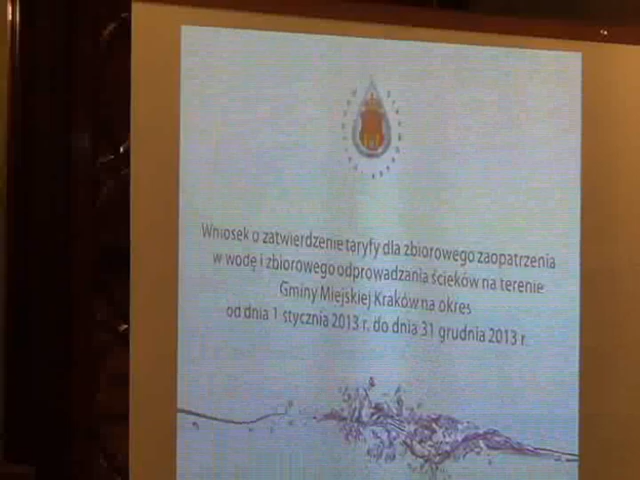 Wniosek o zatwierdzenie taryfy dla zbiorowego zaopatrzenia
w wodę i zbiorowego odprowadzania ścieków na terenie
Gminy Miejskiej Kraków na okres
od dnia 1 stycznia 2013 r. do dnia 31 grudnia 2013 r.